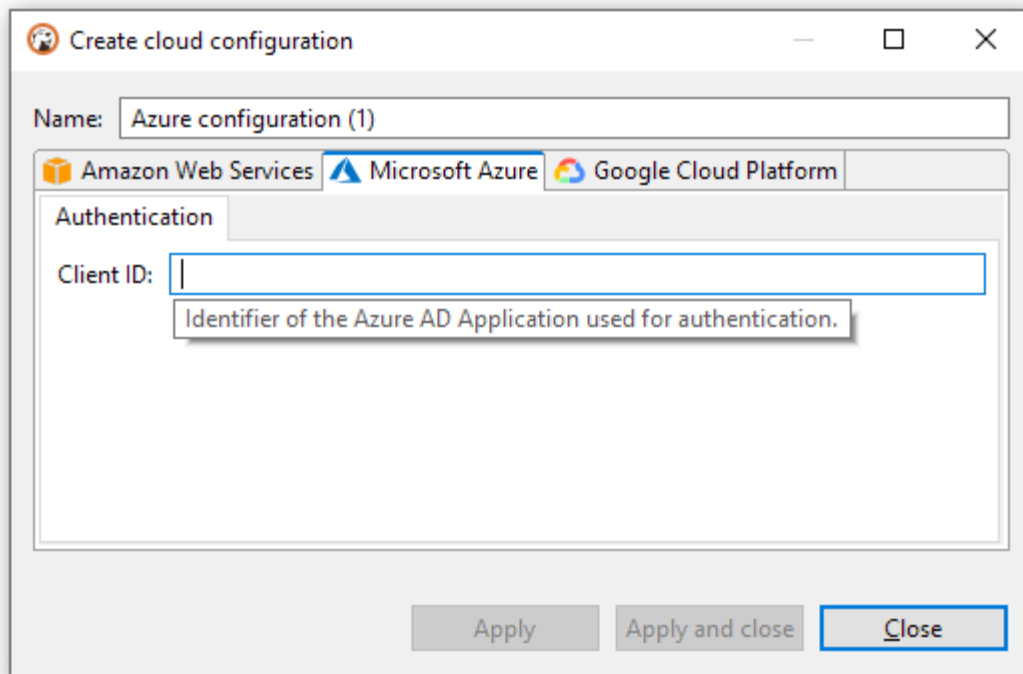 Create cloud configuration
Name: Azure configuration (1)
Amazon Web Services Microsoft Azure Google Cloud Platform
Authentication
Client ID:
Identifier of the Azure AD Application used for authentication.
Apply Apply and close Close